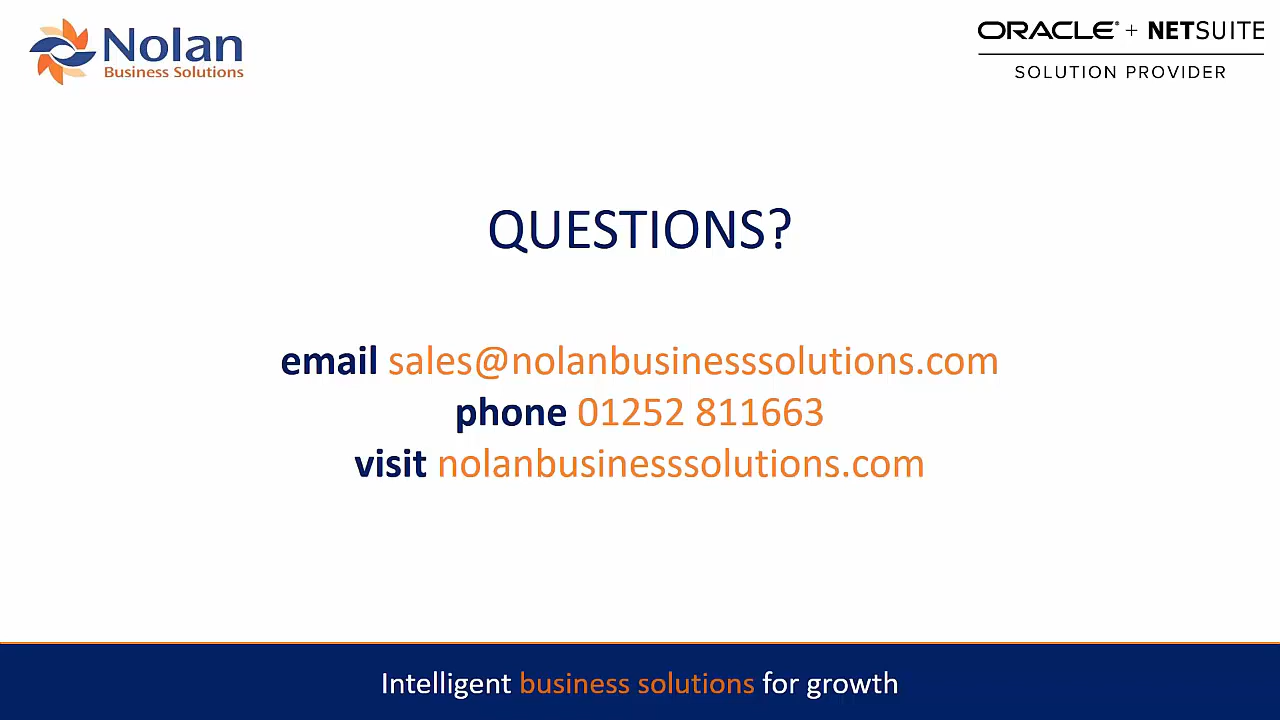 Nolan
Business Solutions
ORACLE® + NETSUITE
SOLUTION PROVIDER
QUESTIONS?
email sales@nolanbusinesssolutions.com
phone 01252 811663
visit nolanbusinesssolutions.com
Intelligent business solutions for growth